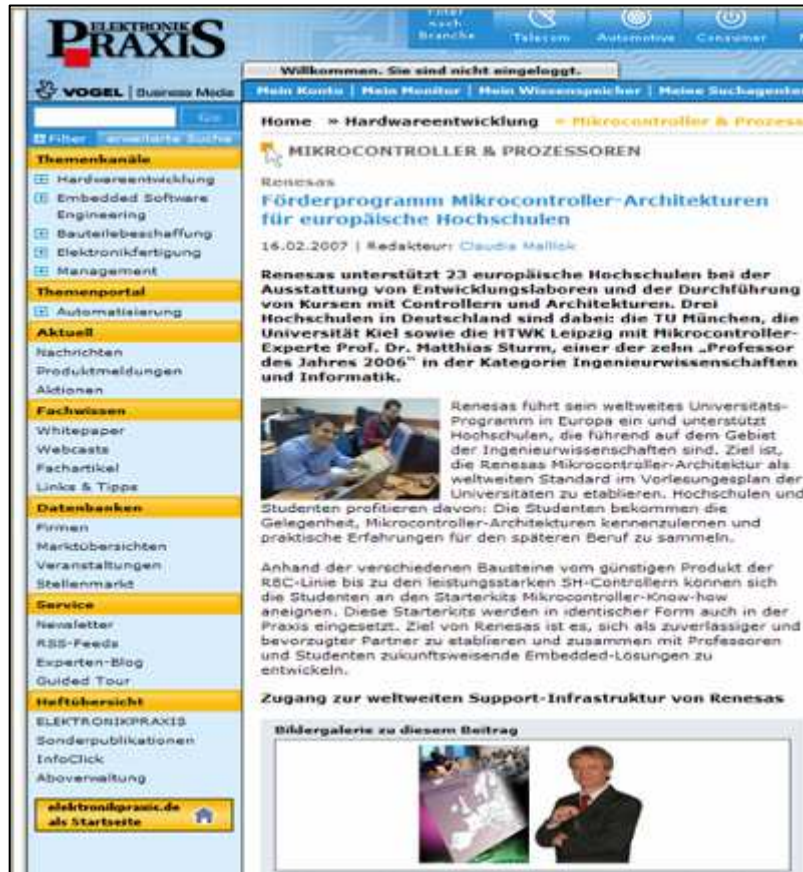 ELEKTRONIK
PRAXIS
VOGEL | Business Media
Filter
nach
Branche
Telecom
Automotive
Consumer
Willkommen. Sie sind nicht eingeloggt.
Mein Konto | Mein Monitor | Mein Wissenspeicher | Meine Suchagenten
Go
Filter erweiterte Suche
Themenkanäle
Hardwareentwicklung
Embedded Software
Engineering
Bauteilebeschaffung
Elektronikfertigung
Management
Themenportal
Automatisierung
Aktuell
Nachrichten
Produktmeldungen
Aktionen
Fachwissen
Whitepaper
Webcasts
Fachartikel
Links & Tipps
Datenbanken
Firmen
Marktübersichten
Veranstaltungen
Stellenmarkt
Service
Newsletter
RSS-Feeds
Experten-Blog
Guided Tour
Heftübersicht
ELEKTRONIKPRAXIS
Sonderpublikationen
InfoClick
Aboverwaltung
elektronikpraxis.de
als Startseite
Home » Hardwareentwicklung » Mikrocontroller & Prozess
MIKROCONTROLLER & PROZESSOREN
Renesas
Förderprogramm Mikrocontroller-Architekturen
für europäische Hochschulen
16.02.2007 | Redakteur: Claudia Mallok
Renesas unterstützt 23 europäische Hochschulen bei der
Ausstattung von Entwicklungslaboren und der Durchführung
von Kursen mit Controllern und Architekturen. Drei
Hochschulen in Deutschland sind dabei: die TU München, die
Universität Kiel sowie die HTWK Leipzig mit Mikrocontroller-
Experte Prof. Dr. Matthias Sturm, einer der zehn „Professor
des Jahres 2006“ in der Kategorie Ingenieurwissenschaften
und Informatik.
Renesas führt sein weltweites Universitäts-
Programm in Europa ein und unterstützt
Hochschulen, die führend auf dem Gebiet
der Ingenieurwissenschaften sind. Ziel ist,
die Renesas Mikrocontroller-Architektur als
weltweiten Standard im Vorlesungesplan der
Universitäten zu etablieren. Hochschulen und
Studenten profitieren davon: Die Studenten bekommen die
Gelegenheit, Mikrocontroller-Architekturen kennenzulernen und
praktische Erfahrungen für den späteren Beruf zu sammeln.
Anhand der verschiedenen Bausteine vom günstigen Produkt der
R8C-Linie bis zu den leistungsstarken SH-Controllern können sich
die Studenten an den Starterkits Mikrocontroller-Know-how
aneignen. Diese Starterkits werden in identischer Form auch in der
Praxis eingesetzt. Ziel von Renesas ist es, sich als zuverlässiger und
bevorzugter Partner zu etablieren und zusammen mit Professoren
und Studenten zukunftsweisende Embedded-Lösungen zu
entwickeln.
Zugang zur weltweiten Support-Infrastruktur von Renesas
Bildergalerie zu diesem Beitrag